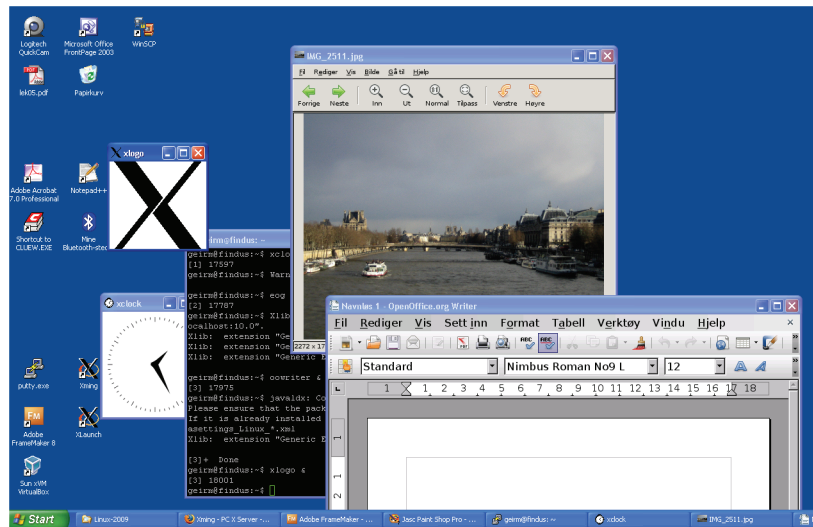 Logitech
QuickCam
Microsoft Office
FrontPage 2003
WinSCP
lek05.pdf
Papirkurv
Adobe Acrobat
7.0 Professional
Notepad++
Shortcut to
CLUEW.EXE
Mine
Bluetooth-sted
putty.exe
Xming
Adobe
FrameMaker 8
XLaunch
Sun xVM
VirtualBox
xlogo
xclock
IMG_2511.jpg
Fil Rediger Vis Bilde Gå til Hjelp
Forrige Neste Inn Ut Normal Tilpass Venstre Høyre
2272 x 17
geirm@findus: ~
geirm@findus:~$ xclo
[1] 17597
geirm@findus:~$ Warn
geirm@findus:~$ eog
[2] 17787
geirm@findus:~$ Xlib
ocalhost:10.0".
Xlib: extension "Ge
Xlib: extension "Ge
Xlib: extension "Generic E
geirm@findus:~$ oowriter &
[3] 17975
geirm@findus:~$ javaldx: Co
Please ensure that the pack
If it is already installed
asettings_Linux_*.xml
Xlib: extension "Generic E
[3]+ Done
geirm@findus:~$ xlogo &
[3] 18001
geirm@findus:~$
Navnløs 1 - OpenOffice.org Writer
Fil Rediger Vis Sett inn Format Tabell Verktøy Vindu Hjelp
Standard Nimbus Roman No9 L 12
1 1 2 3 4 5 6 7 8 9 10 11 12 13 14 15 16 17 18
1
1
2
Start Linux-2009 Xming - PC X Server -... Adobe FrameMaker - ... Jasc Paint Shop Pro - ... geirm@findus: ~ xclock IMG_2511.jpg